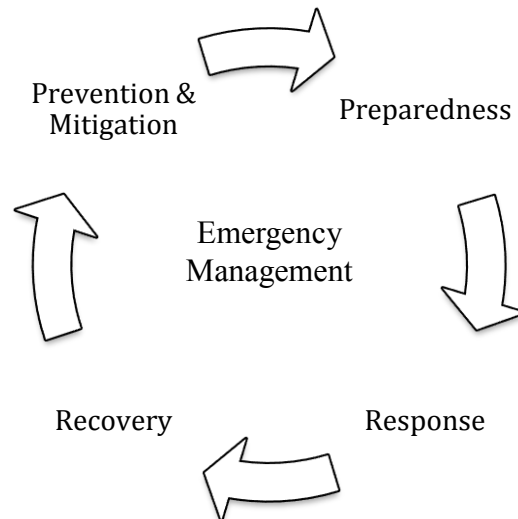 Prevention &
Mitigation
Preparedness
Emergency
Management
Recovery
Response